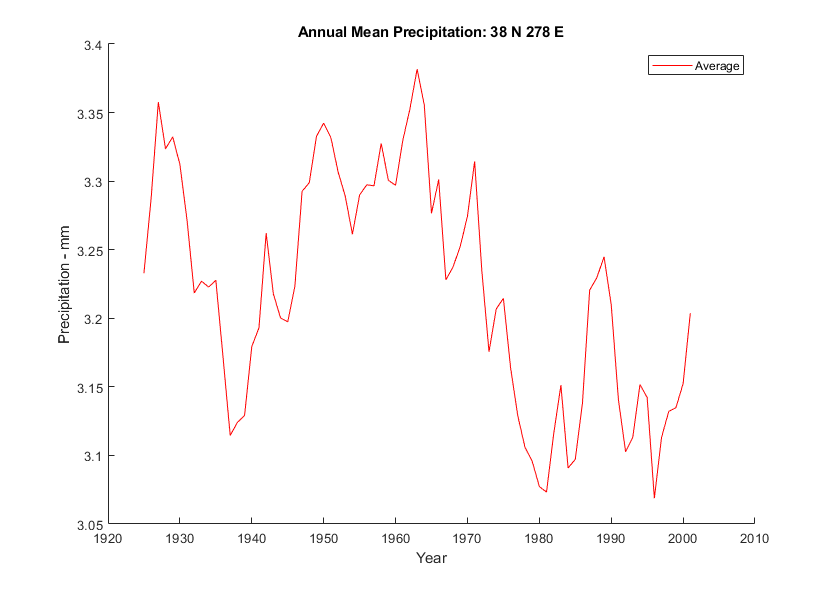 Annual Mean Precipitation: 38 N 278 E
Average
3.4
3.35
3.3
3.25
3.2
3.15
3.1
3.05
Precipitation - mm
1920 1930 1940 1950 1960 1970 1980 1990 2000 2010
Year